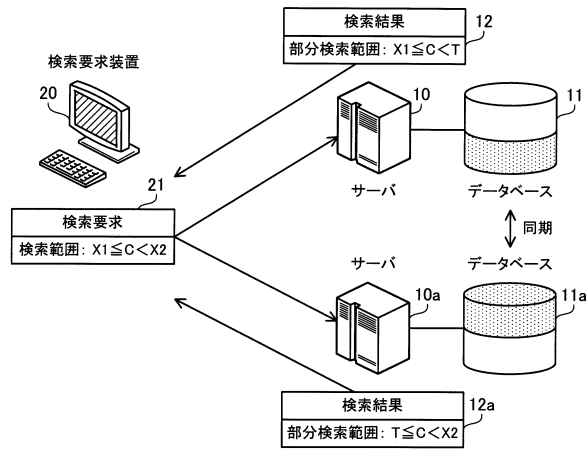 検索結果
12
部分検索範囲: X1≦C<T
検索要求装置
20
10
11
サーバ
データベース
21
検索要求
検索範囲: X1≦C<X2
同期
サーバ
データベース
10a
11a
検索結果
12a
部分検索範囲: T≦C<X2